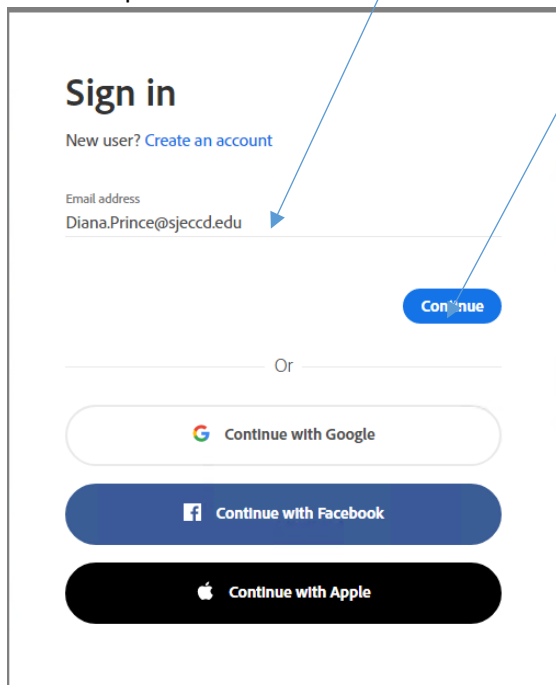 Sign in
New user? Create an account
Email address
Diana.Prince@sjeccd.edu
Continue
Or
Continue with Google
Continue with Facebook
Continue with Apple